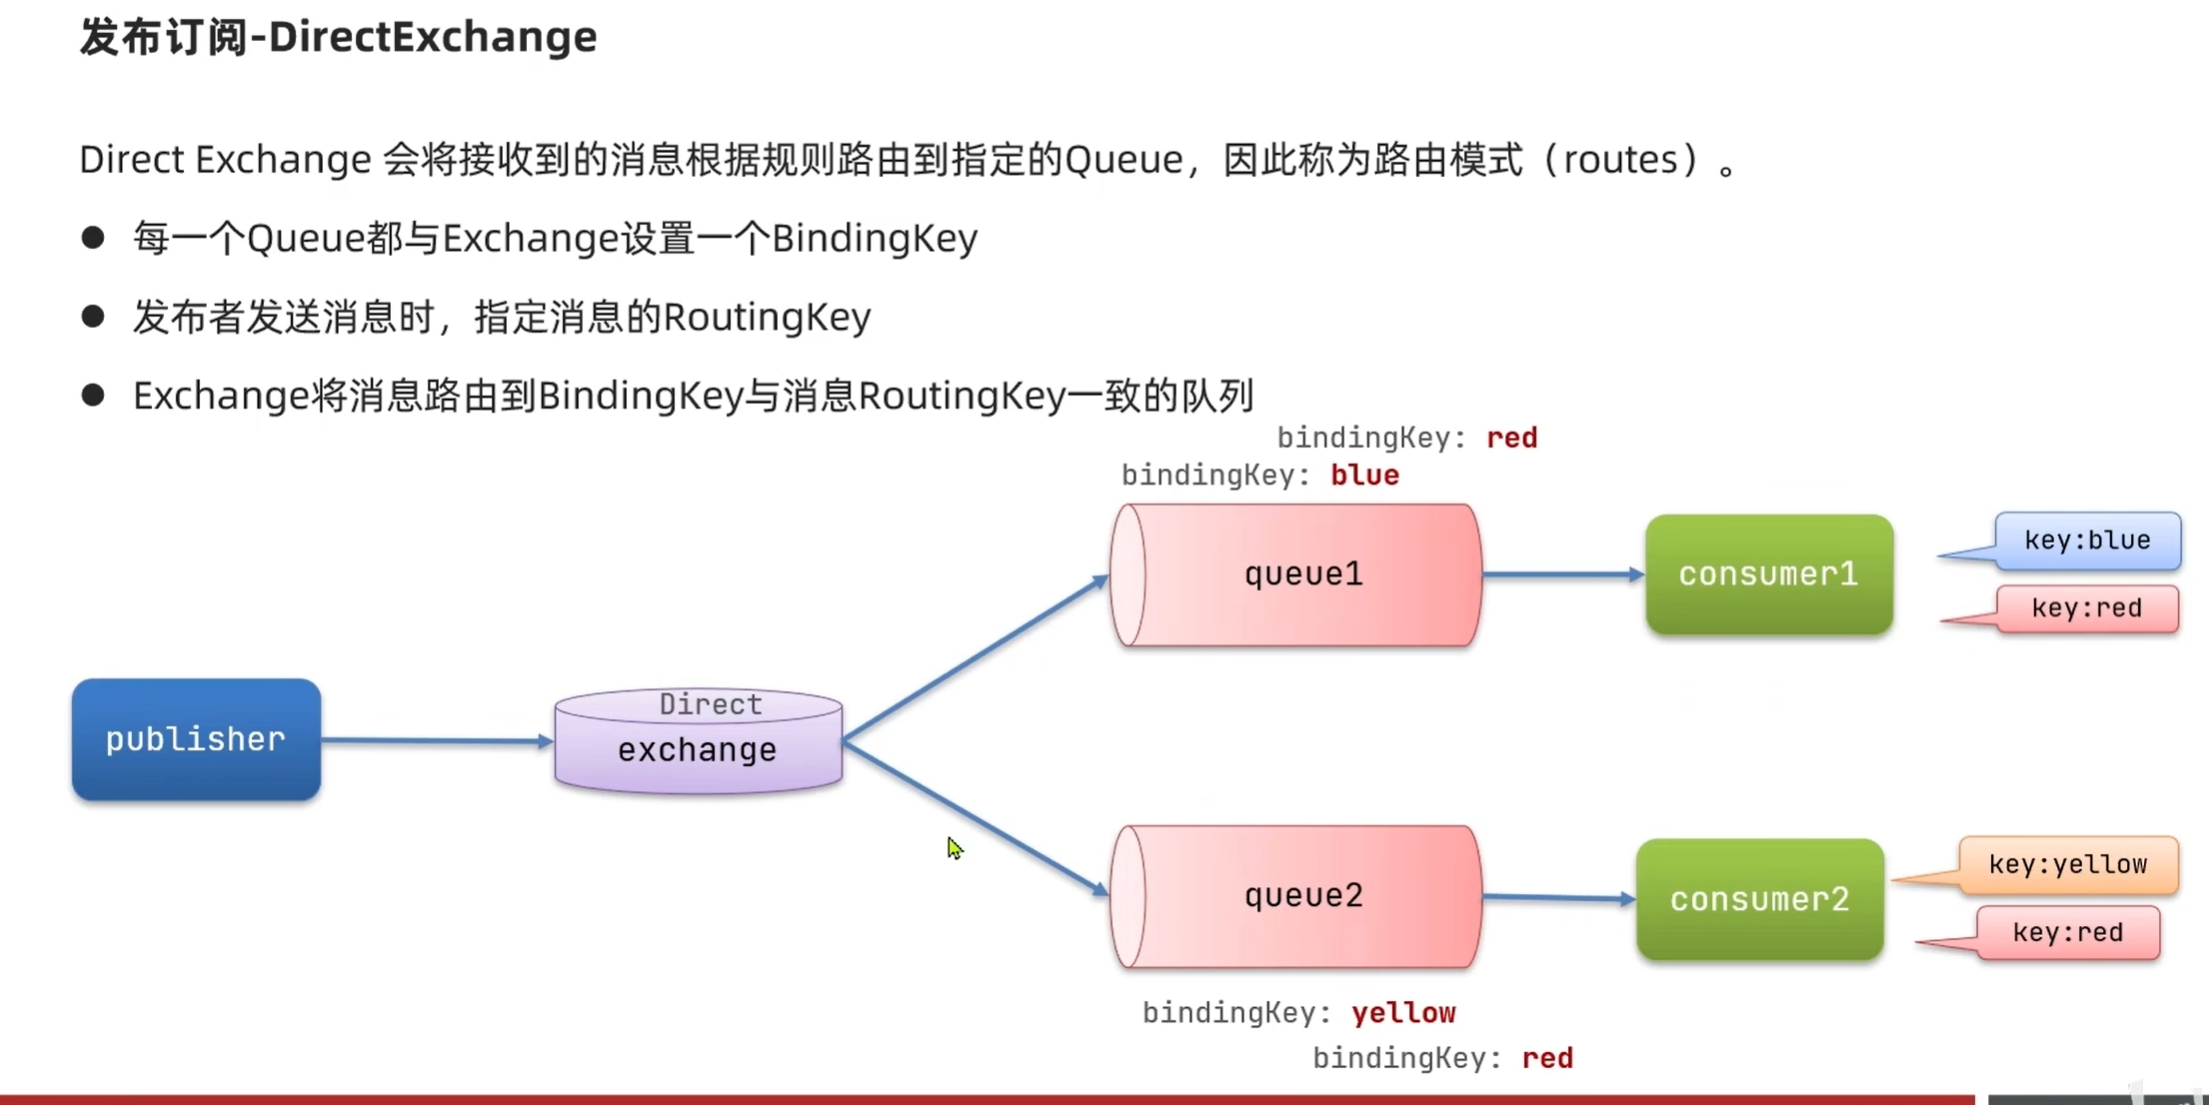 发布订阅-DirectExchange
Direct Exchange 会将接收到的消息根据规则路由到指定的Queue，因此称为路由模式（routes）。
● 每一个Queue都与Exchange设置一个BindingKey
● 发布者发送消息时，指定消息的RoutingKey
● Exchange将消息路由到BindingKey与消息RoutingKey一致的队列
bindingKey: red
bindingKey: blue
queue1
consumer1
key:blue
key:red
publisher
Direct
exchange
queue2
consumer2
key:yellow
key:red
bindingKey: yellow
bindingKey: red